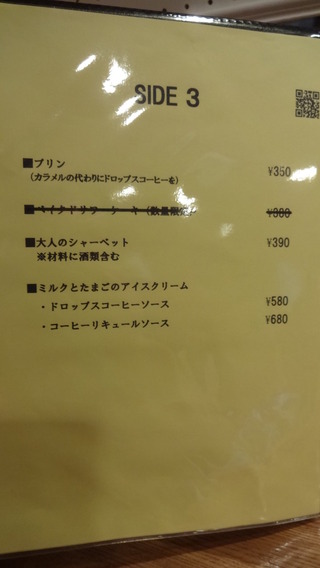 SIDE 3
■プリン ¥350
(カラメルの代わりにドロップスコーヒーを)
■大人のシャーベット ¥390
※材料に酒類含む
■ミルクとたまごのアイスクリーム
・ドロップスコーヒーソース ¥580
・コーヒーリキュールソース ¥680